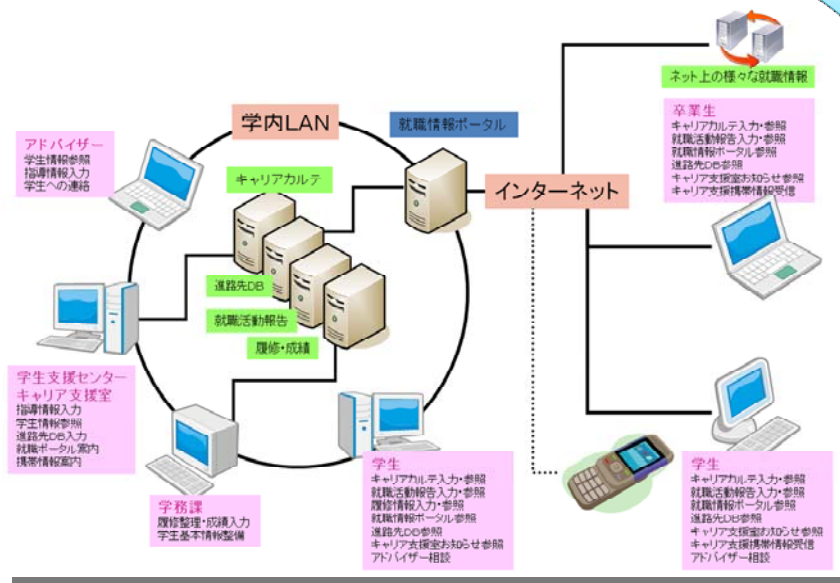 学内LAN
就職情報ポータル
インターネット
ネット上の様々な就職情報
アドバイザー
学生情報参照
指導情報入力
学生への連絡
キャリアカルテ
進路先DB
就職活動報告
履修・成績
卒業生
キャリアカルテ入力・参照
就職活動報告入力・参照
就職情報ポータル参照
進路先DB参照
キャリア支援室お知らせ参照
キャリア支援携帯情報受信
学生支援センター
キャリア支援室
指導情報入力
学生情報参照
進路先DB入力
就職ポータル案内
携帯情報案内
学務課
履修整理・成績入力
学生基本情報整備
学生
キャリアカルテ入力・参照
就職活動報告入力・参照
履修情報入力・参照
就職情報ポータル参照
進路先DB参照
キャリア支援室お知らせ参照
アドバイザー相談
学生
キャリアカルテ入力・参照
就職活動報告入力・参照
就職情報ポータル参照
進路先DB参照
キャリア支援室お知らせ参照
キャリア支援携帯情報受信
アドバイザー相談